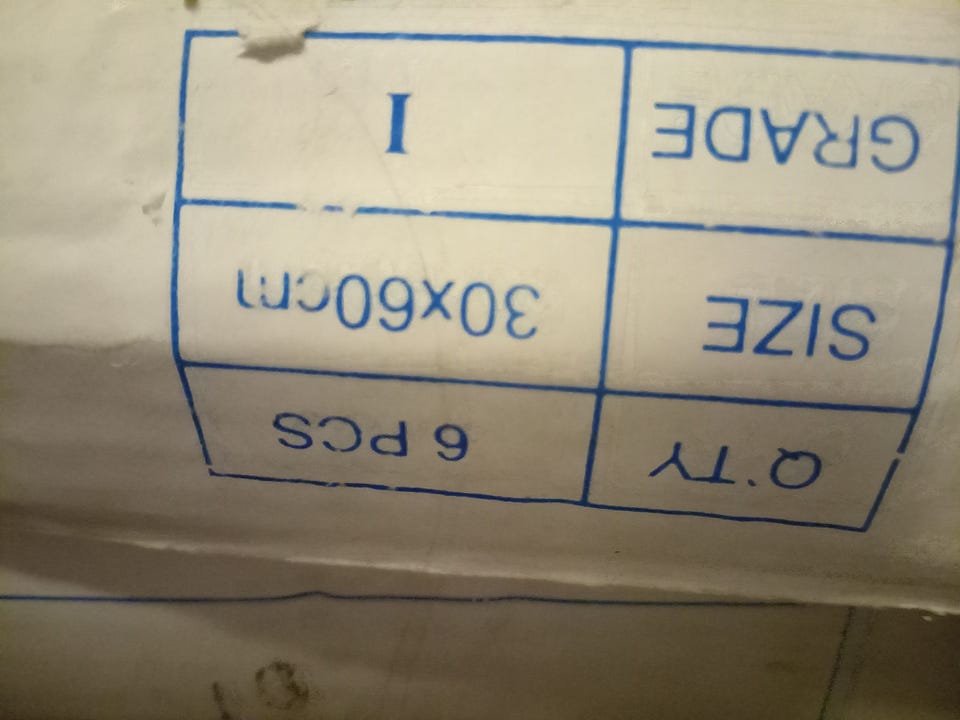 Q'TY 6 PCS
SIZE 30x60cm
GRADE I